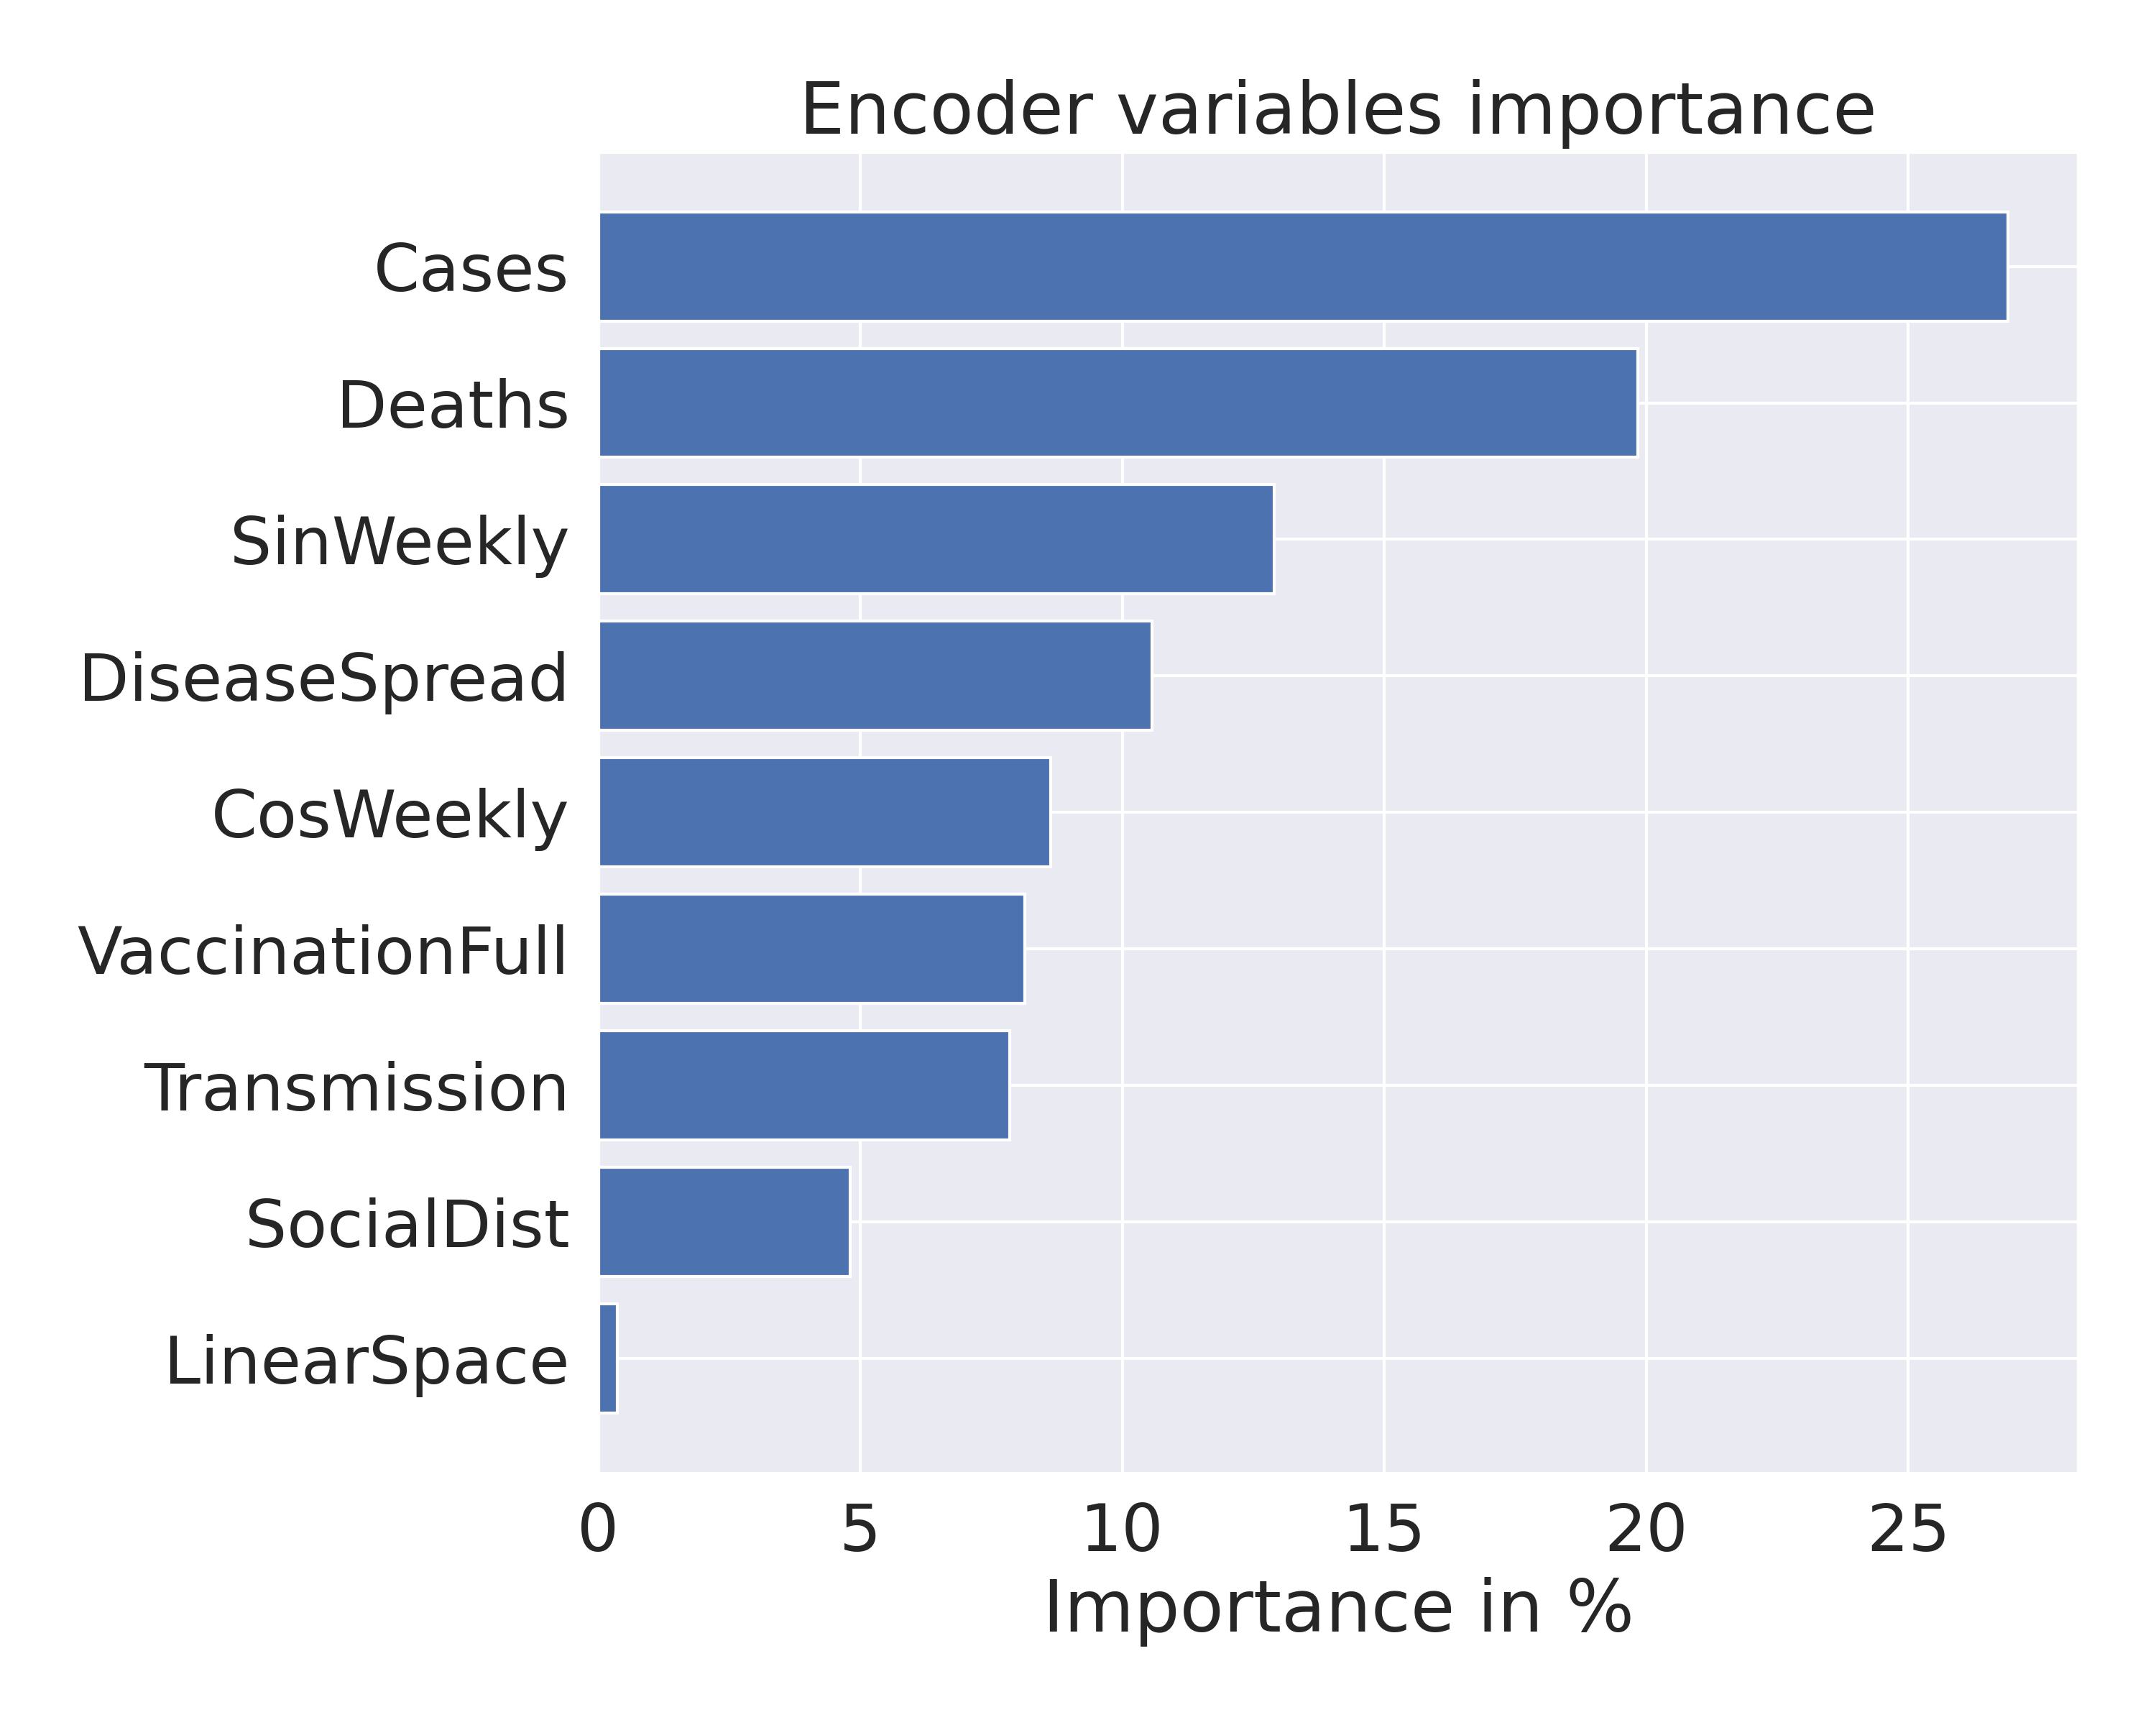 Encoder variables importance
Cases
Deaths
SinWeekly
DiseaseSpread
CosWeekly
VaccinationFull
Transmission
SocialDist
LinearSpace
0 5 10 15 20 25
Importance in %